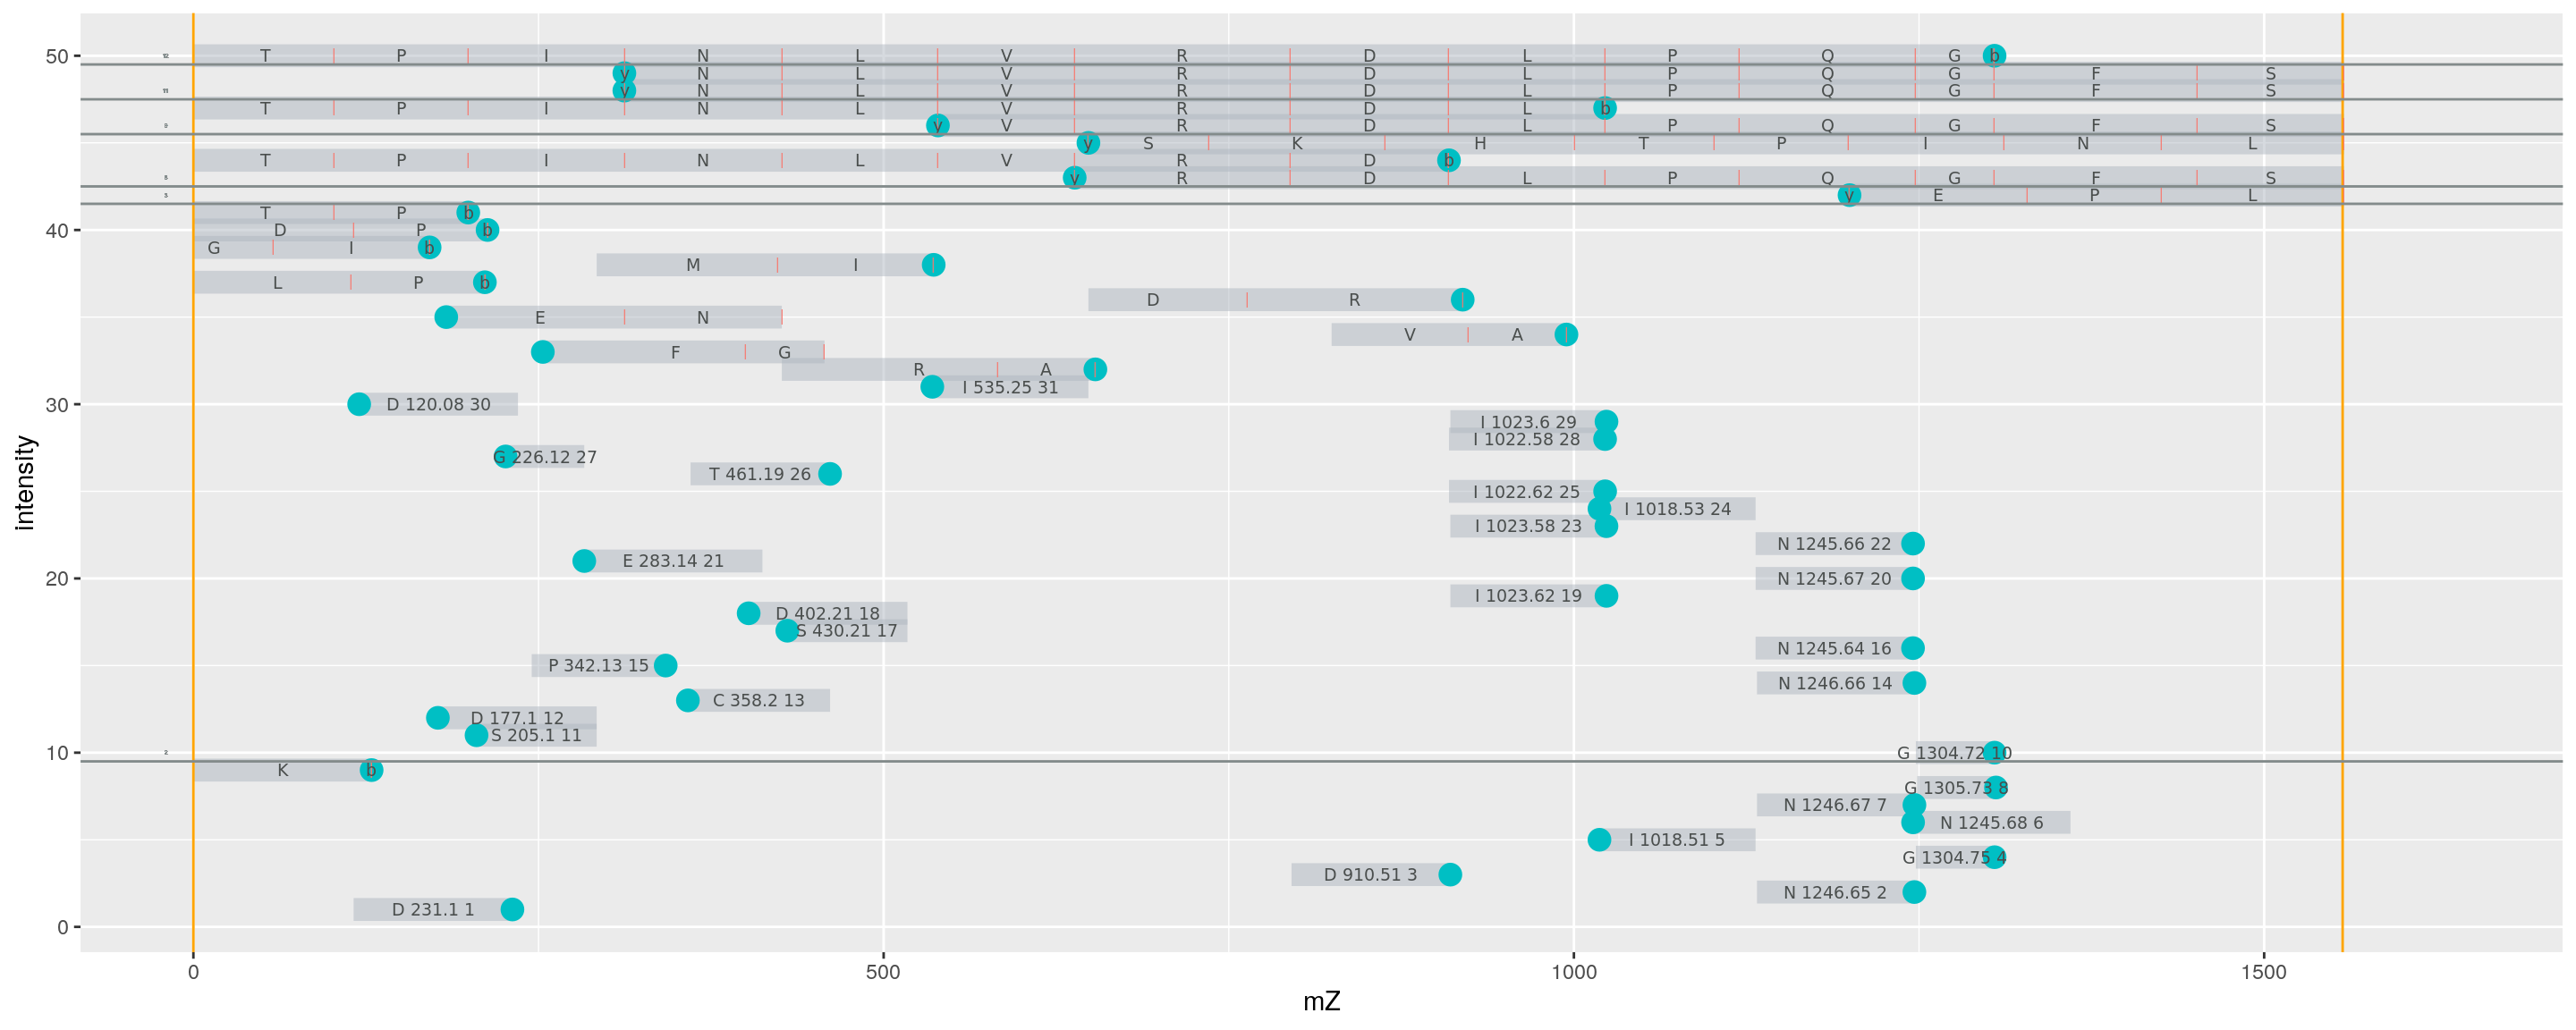 50 12 T P I N L V R D L P Q G b
y N L V R D L P Q G F S
11 y N L V R D L P Q G F S
T P I N L V R D L b
9 y V R D L P Q G F S
y S K H T P I N L
T P I N L V R D b
y R D L P Q G F S
y E P L
T P b
40 D P b
G I b
M I
L P b
D R
E N
V A
F G
R A
I 535.25 31
30 D 120.08 30
I 1023.6 29
I 1022.58 28
G 226.12 27
T 461.19 26
I 1022.62 25
I 1018.53 24
I 1023.58 23
N 1245.66 22
E 283.14 21
20 N 1245.67 20
I 1023.62 19
D 402.21 18
S 430.21 17
N 1245.64 16
P 342.13 15
N 1246.66 14
C 358.2 13
D 177.1 12
S 205.1 11
10 2 G 1304.72 10
K b
G 1305.73 8
N 1246.67 7
N 1245.68 6
I 1018.51 5
G 1304.75 4
D 910.51 3
N 1246.65 2
D 231.1 1
0
0 500 1000 1500
mZ
intensity